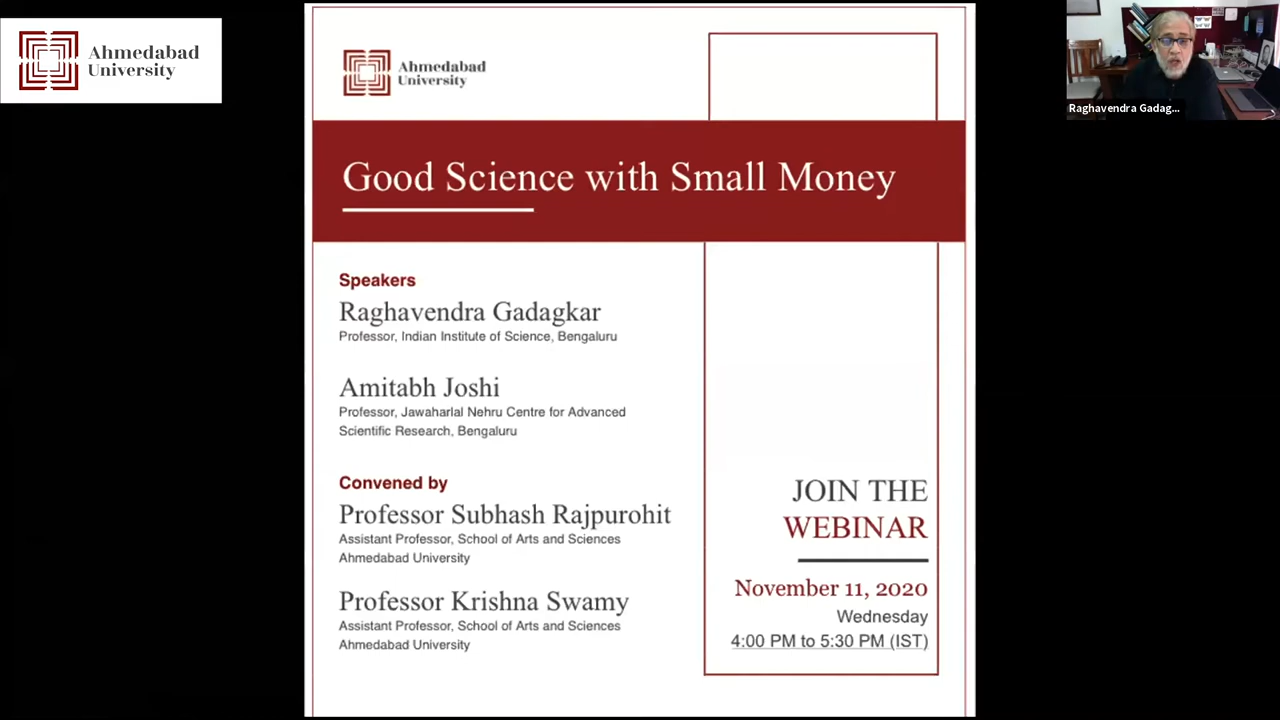 Ahmedabad
University
Ahmedabad
University
Good Science with Small Money
Speakers
Raghavendra Gadagkar
Professor, Indian Institute of Science, Bengaluru
Amitabh Joshi
Professor, Jawaharlal Nehru Centre for Advanced
Scientific Research, Bengaluru
Convened by
Professor Subhash Rajpurohit
Assistant Professor, School of Arts and Sciences
Ahmedabad University
Professor Krishna Swamy
Assistant Professor, School of Arts and Sciences
Ahmedabad University
JOIN THE
WEBINAR
November 11, 2020
Wednesday
4:00 PM to 5:30 PM (IST)
Raghavendra Gadag...